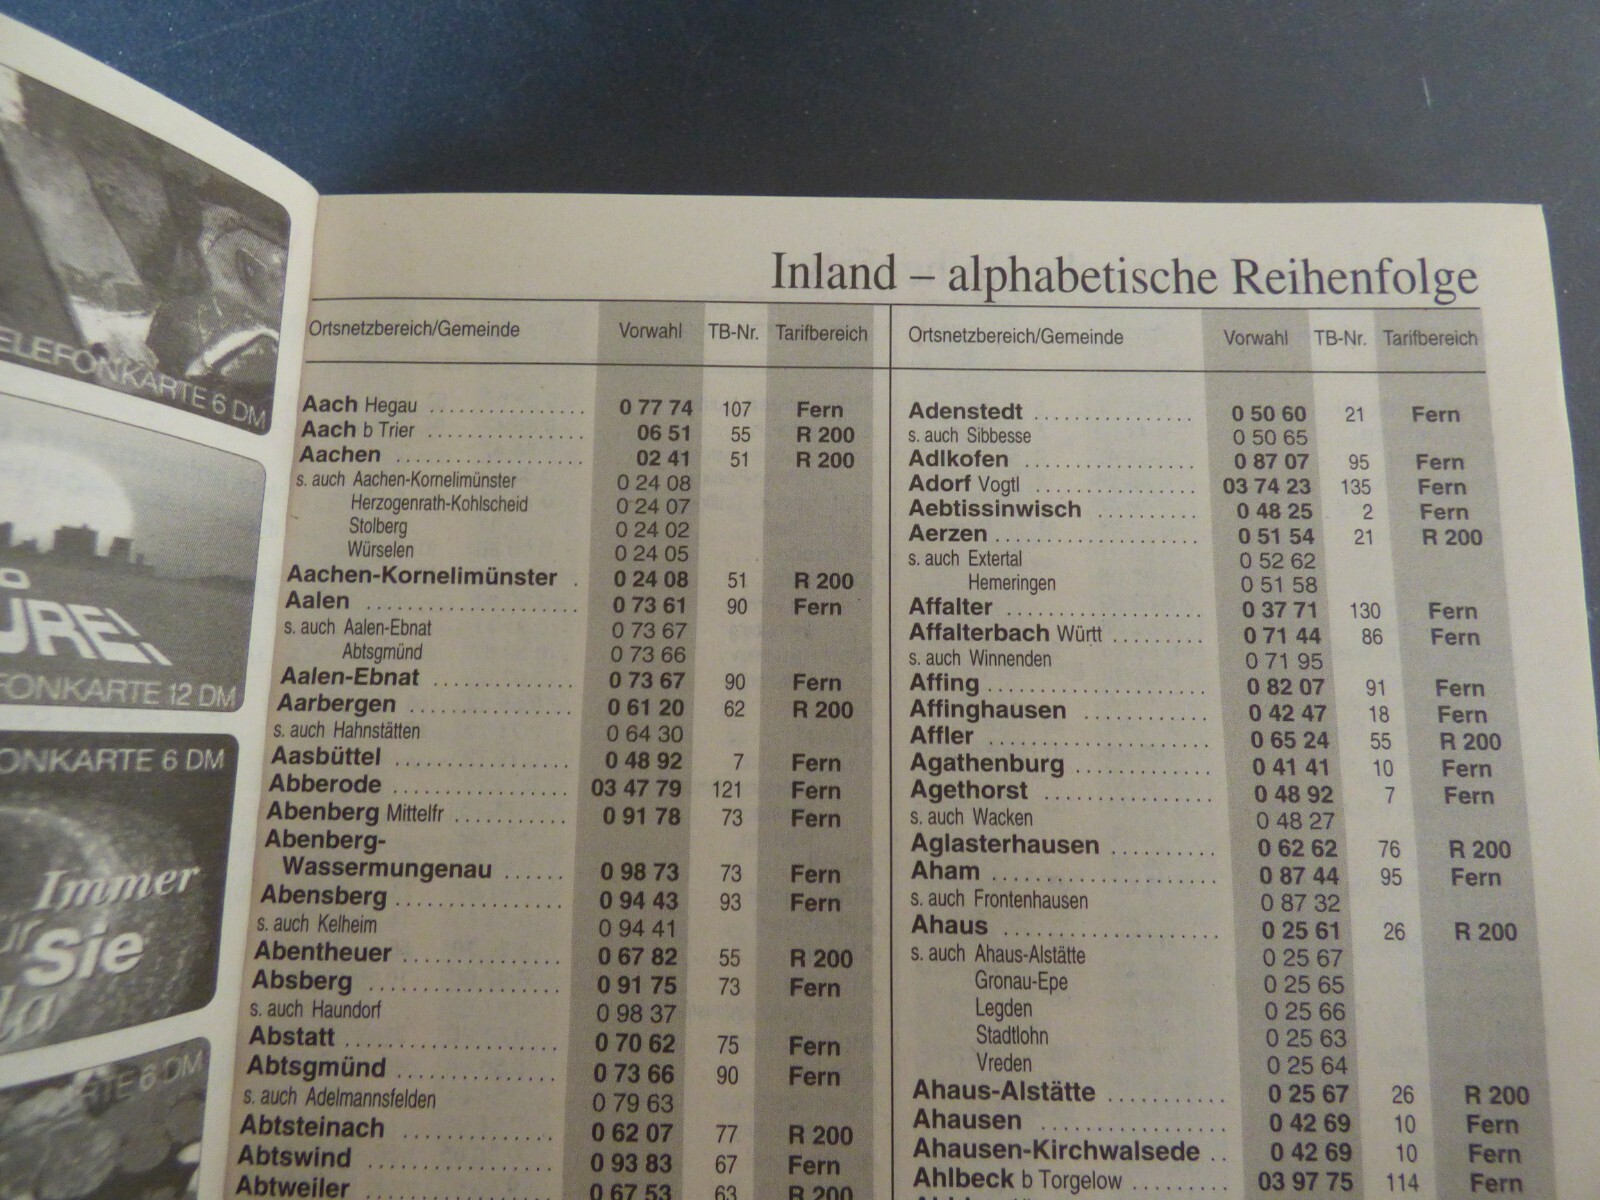 TELEFONKARTE 6 DM
URE!
FONKARTE 12 DM
FONKARTE 6 DM
Immer
Sie
KARTE 6 DM
Inland – alphabetische Reihenfolge
Ortsnetzbereich/Gemeinde Vorwahl TB-Nr. Tarifbereich
Aach Hegau 0 77 74 107 Fern
Aach b Trier 06 51 55 R 200
Aachen 02 41 51 R 200
s. auch Aachen-Kornelimünster 0 24 08
Herzogenrath-Kohlscheid 0 24 07
Stolberg 0 24 02
Würselen 0 24 05
Aachen-Kornelimünster 0 24 08 51 R 200
Aalen 0 73 61 90 Fern
s. auch Aalen-Ebnat 0 73 67
Abtsgmünd 0 73 66
Aalen-Ebnat 0 73 67 90 Fern
Aarbergen 0 61 20 62 R 200
s. auch Hahnstätten 0 64 30
Aasbüttel 0 48 92 7 Fern
Abberode 03 47 79 121 Fern
Abenberg Mittelfr 0 91 78 73 Fern
Abenberg-
Wassermungenau 0 98 73 73 Fern
Abensberg 0 94 43 93 Fern
s. auch Kelheim 0 94 41
Abentheuer 0 67 82 55 R 200
Absberg 0 91 75 73 Fern
s. auch Haundorf 0 98 37
Abstatt 0 70 62 75 Fern
Abtsgmünd 0 73 66 90 Fern
s. auch Adelmannsfelden 0 79 63
Abtsteinach 0 62 07 77 R 200
Abtswind 0 93 83 67 Fern
Abtweiler 0 67 53 63 R 200
Ortsnetzbereich/Gemeinde Vorwahl TB-Nr. Tarifbereich
Adenstedt 0 50 60 21 Fern
s. auch Sibbesse 0 50 65
Adlkofen 0 87 07 95 Fern
Adorf Vogtl 03 74 23 135 Fern
Aebtissinwisch 0 48 25 2 Fern
Aerzen 0 51 54 21 R 200
s. auch Extertal 0 52 62
Hemeringen 0 51 58
Affalter 0 37 71 130 Fern
Affalterbach Württ 0 71 44 86 Fern
s. auch Winnenden 0 71 95
Affing 0 82 07 91 Fern
Affinghausen 0 42 47 18 Fern
Affler 0 65 24 55 R 200
Agathenburg 0 41 41 10 Fern
Agethorst 0 48 92 7 Fern
s. auch Wacken 0 48 27
Aglasterhausen 0 62 62 76 R 200
Aham 0 87 44 95 Fern
s. auch Frontenhausen 0 87 32
Ahaus 0 25 61 26 R 200
s. auch Ahaus-Alstätte 0 25 67
Gronau-Epe 0 25 65
Legden 0 25 66
Stadtlohn 0 25 63
Vreden 0 25 64
Ahaus-Alstätte 0 25 67 26 R 200
Ahausen 0 42 69 10 Fern
Ahausen-Kirchwalsede 0 42 69 10 Fern
Ahlbeck b Torgelow 03 97 75 114 Fern